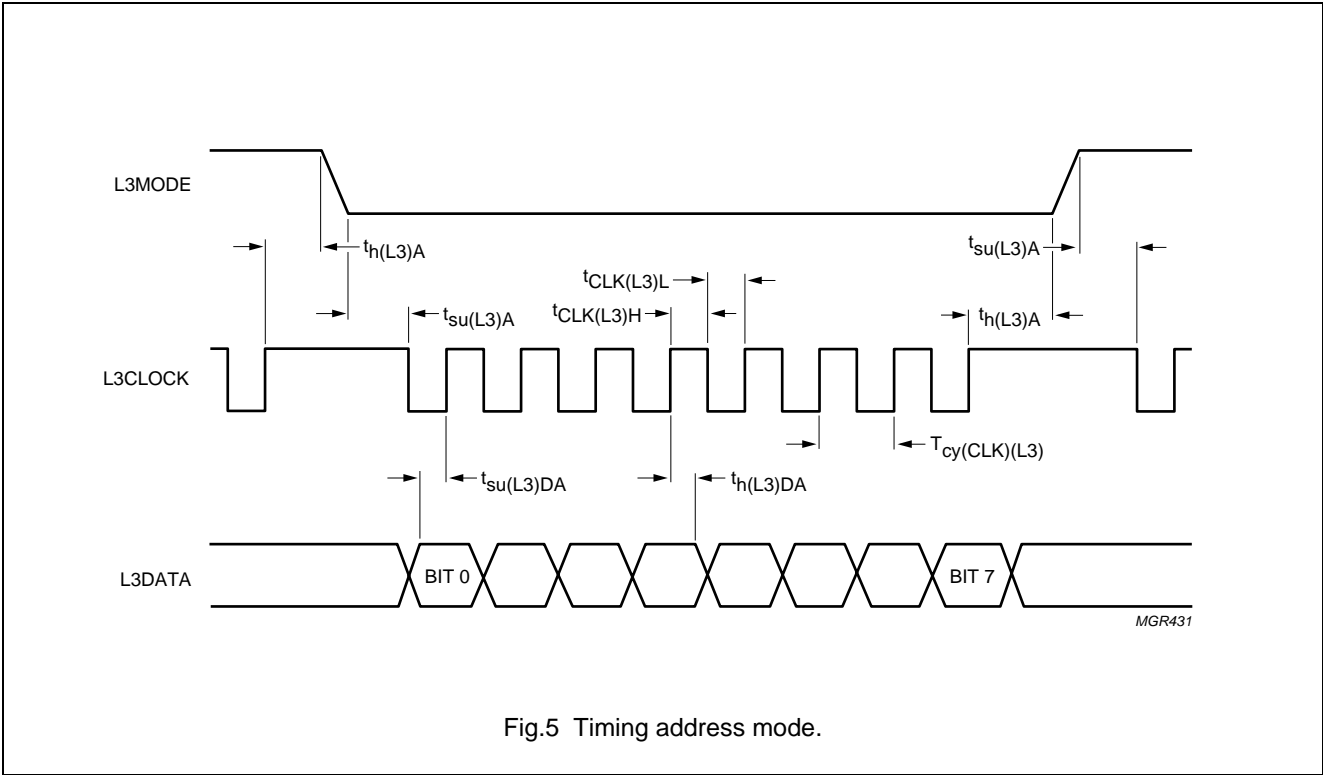 L3MODE
th(L3)A
tsu(L3)A
tCLK(L3)L
tsu(L3)A
tCLK(L3)H
th(L3)A
L3CLOCK
Tcy(CLK)(L3)
tsu(L3)DA
th(L3)DA
L3DATA
BIT 0
BIT 7
MGR431
Fig.5 Timing address mode.